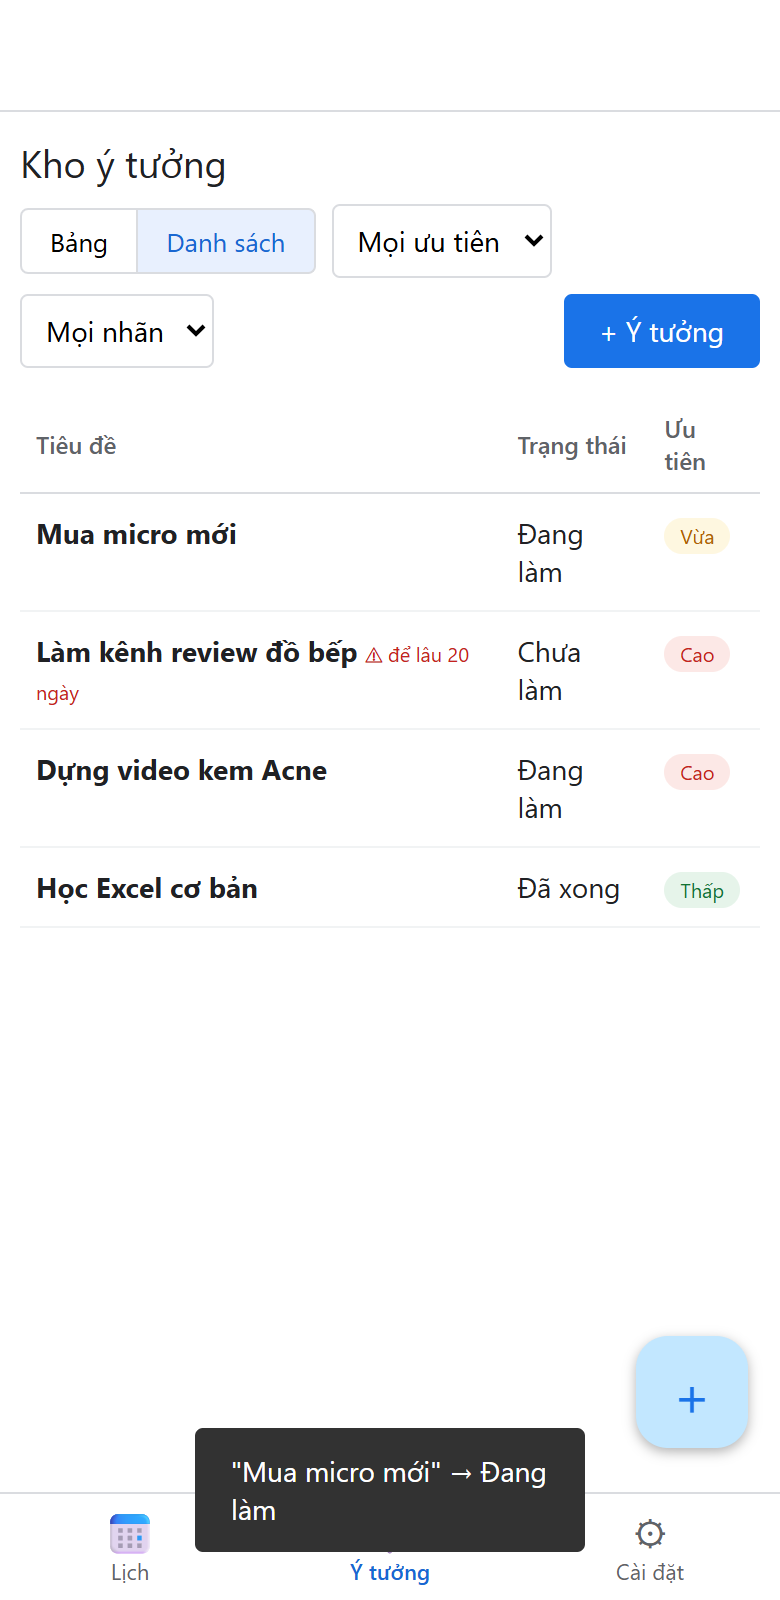 Kho ý tưởng
Bảng
Danh sách
Mọi ưu tiên
Mọi nhãn
+ Ý tưởng
Tiêu đề
Trạng thái
Ưu
tiên
Mua micro mới
Đang
làm
Vừa
Làm kênh review đồ bếp ⚠ để lâu 20
ngày
Chưa
làm
Cao
Dựng video kem Acne
Đang
làm
Cao
Học Excel cơ bản
Đã xong
Thấp
+
"Mua micro mới" → Đang
làm
Lịch
Ý tưởng
Cài đặt